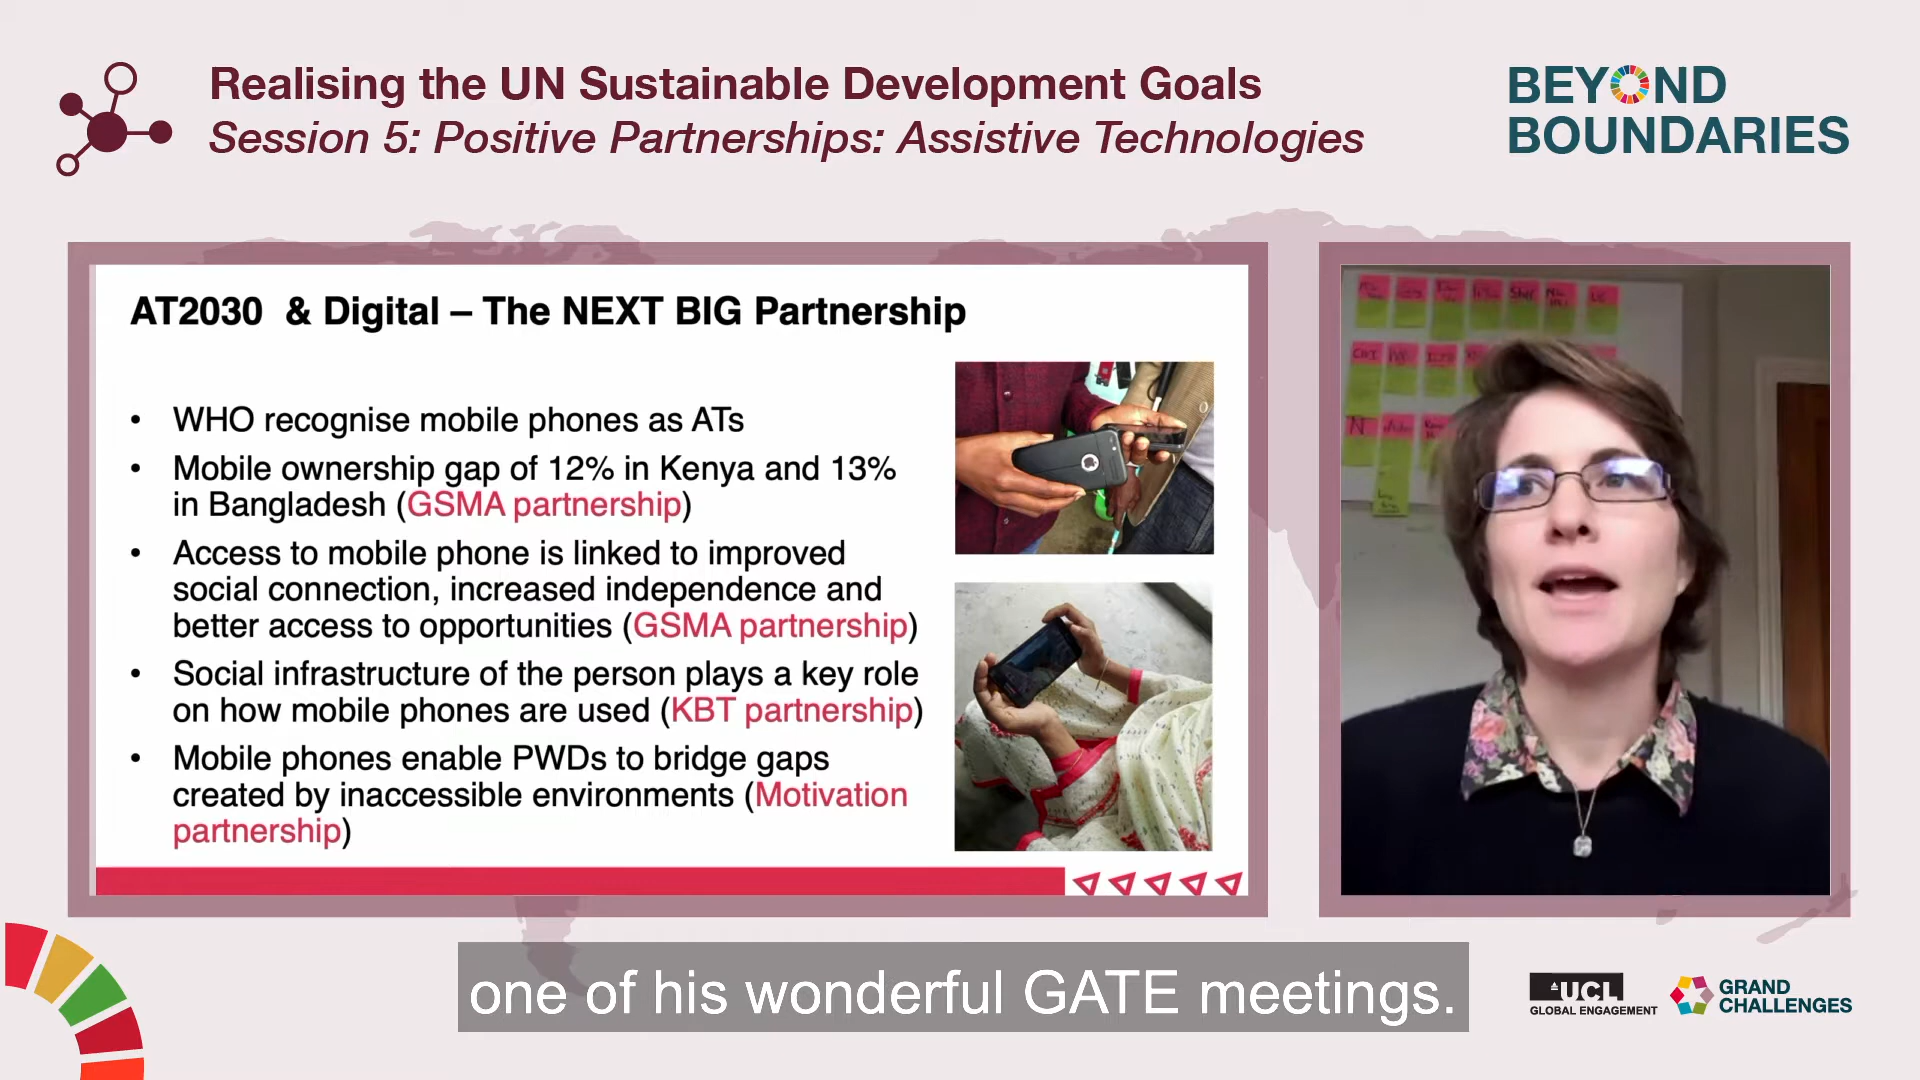 Realising the UN Sustainable Development Goals
Session 5: Positive Partnerships: Assistive Technologies
BEYOND
BOUNDARIES
AT2030 & Digital – The NEXT BIG Partnership
• WHO recognise mobile phones as ATs
• Mobile ownership gap of 12% in Kenya and 13%
in Bangladesh (GSMA partnership)
• Access to mobile phone is linked to improved
social connection, increased independence and
better access to opportunities (GSMA partnership)
• Social infrastructure of the person plays a key role
on how mobile phones are used (KBT partnership)
• Mobile phones enable PWDs to bridge gaps
created by inaccessible environments (Motivation
partnership)
one of his wonderful GATE meetings.
UCL
GLOBAL ENGAGEMENT
GRAND
CHALLENGES